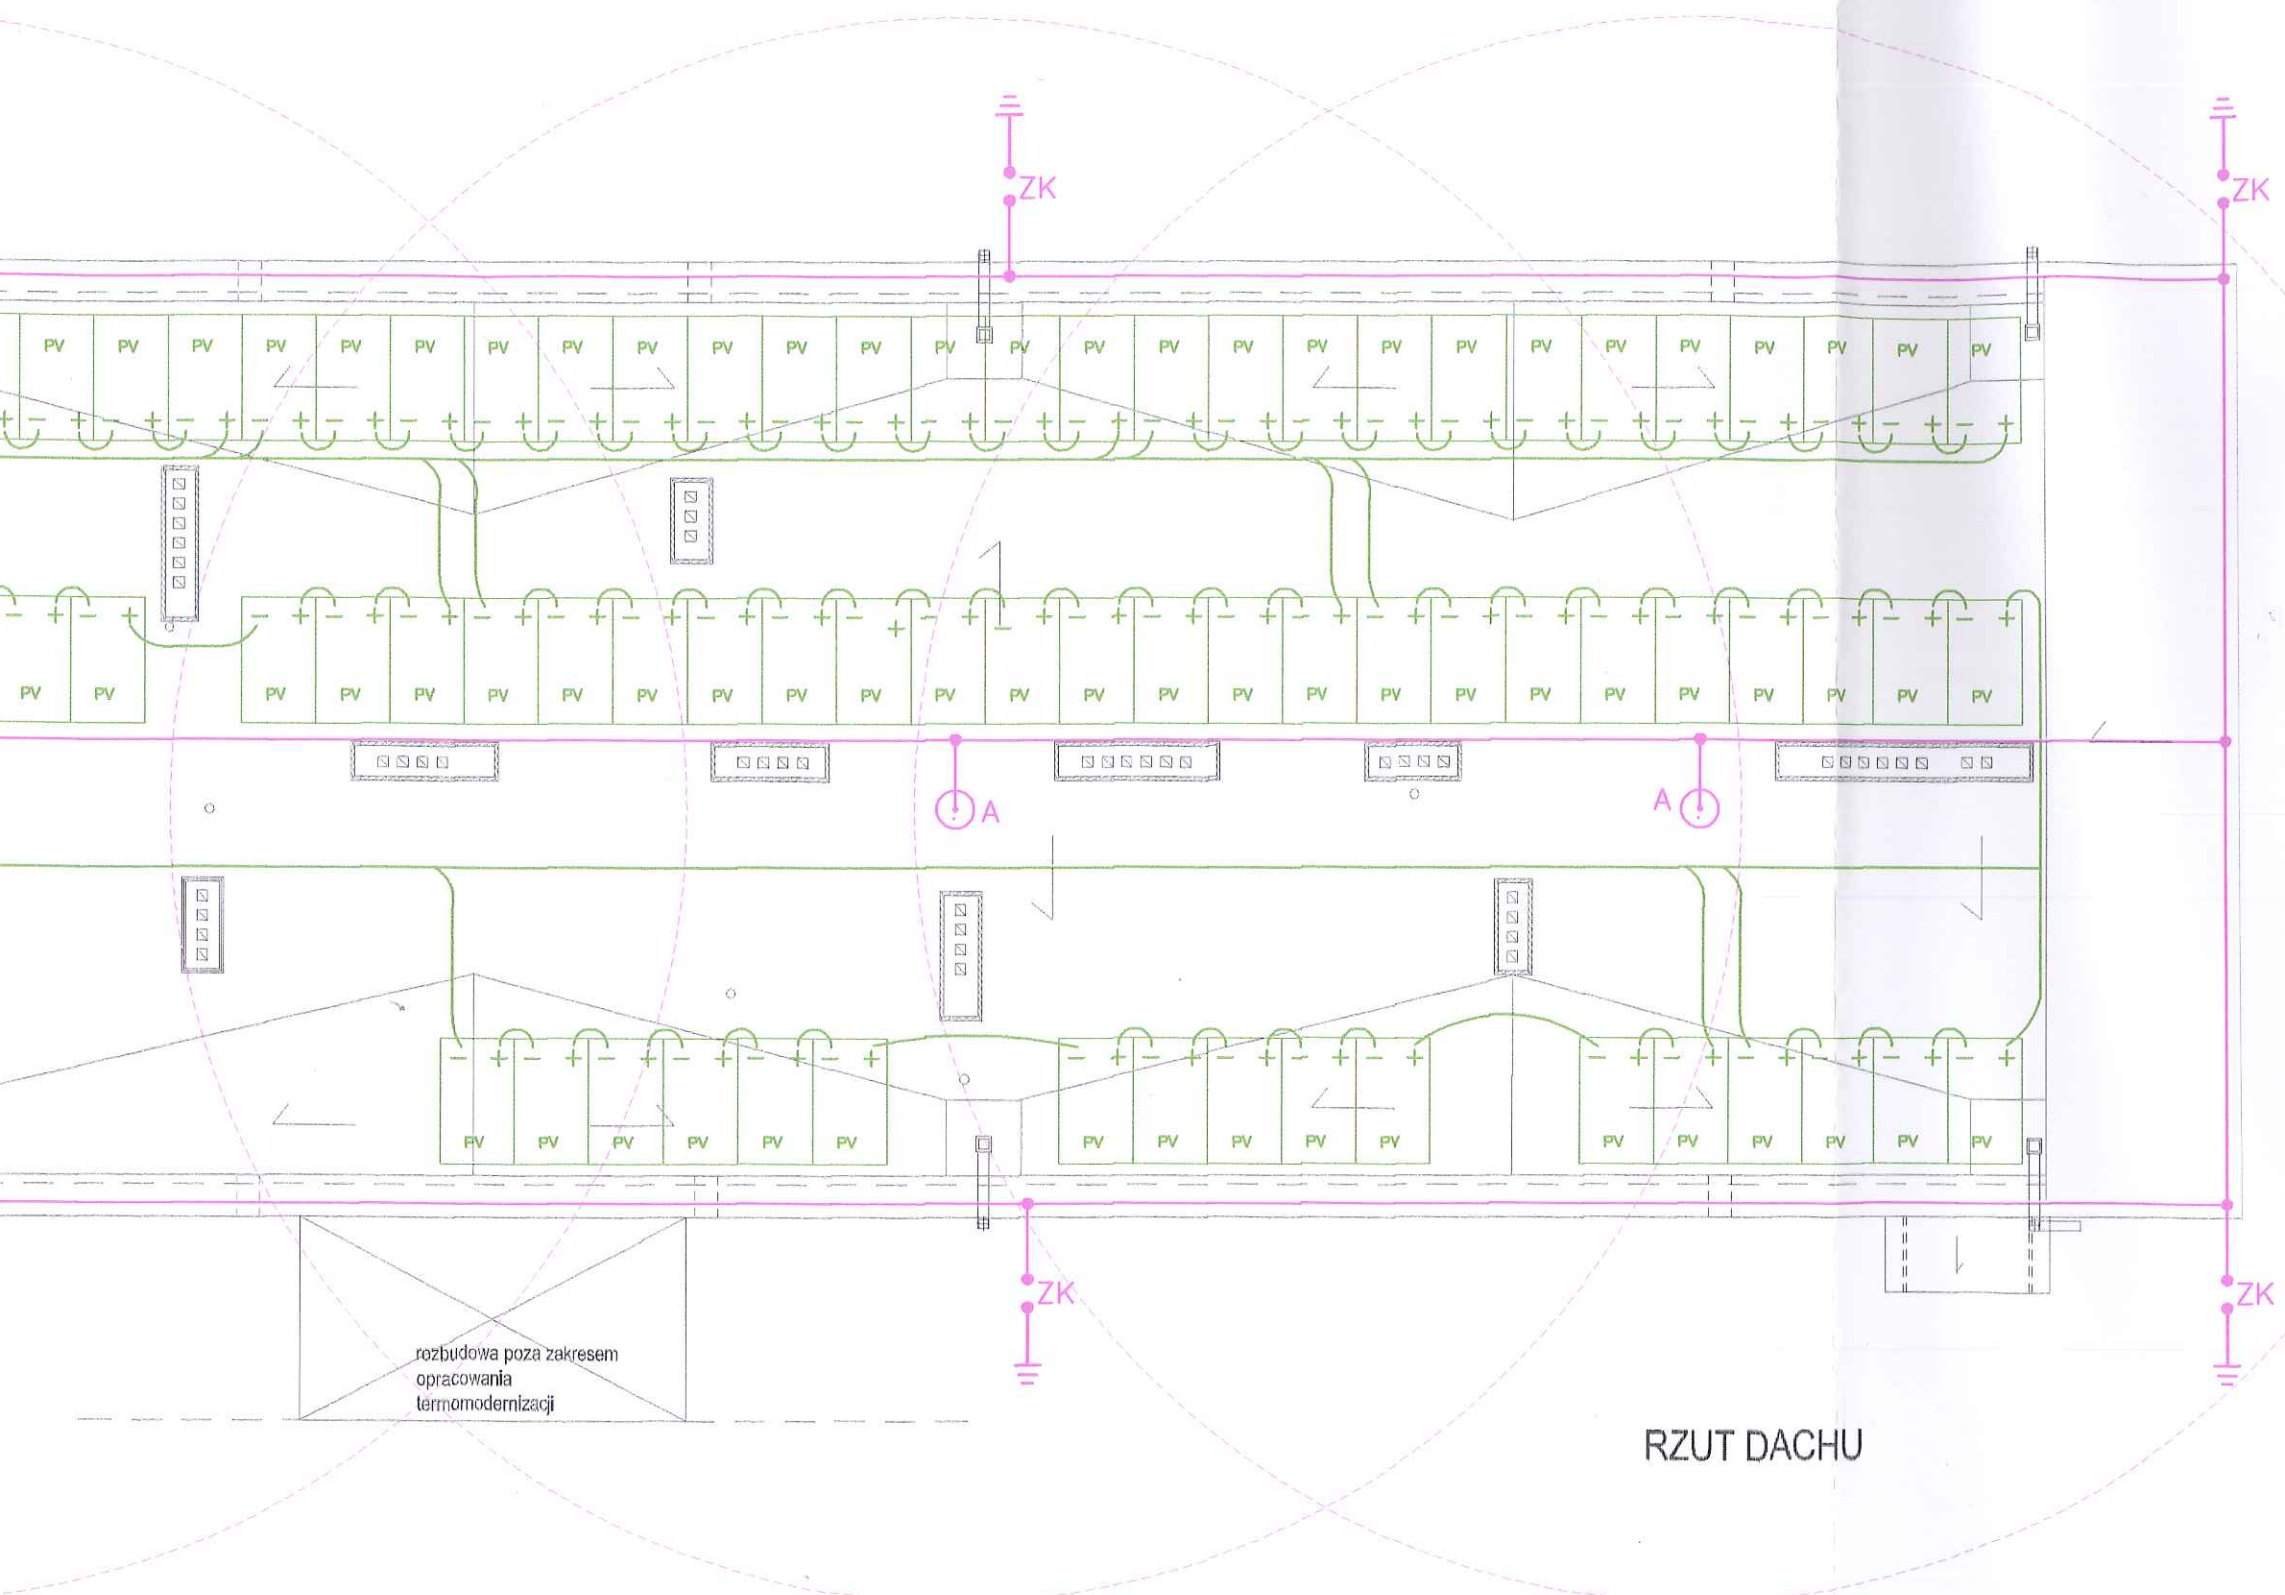 ZK ZK
PV PV PV PV PV PV PV PV PV PV PV PV PV PV PV PV PV PV PV PV PV PV PV PV PV PV PV
PV PV PV PV PV PV PV PV PV PV PV PV PV PV PV PV PV PV PV PV PV PV PV PV PV PV
A A
PV PV PV PV PV PV PV PV PV PV PV PV PV PV PV PV PV
ZK ZK
rozbudowa poza zakresem
opracowania
termomodernizacji
RZUT DACHU